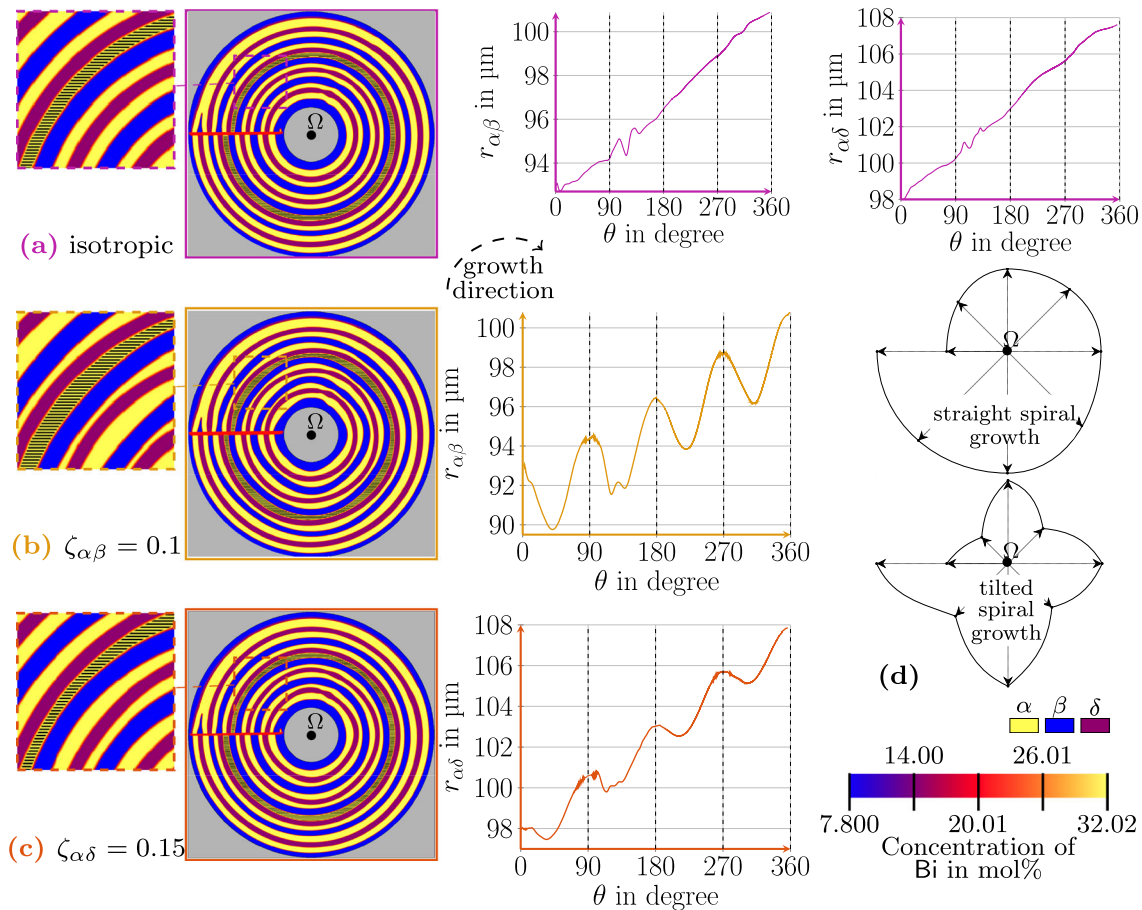 Ω
(a) isotropic
r_αβ in µm
100
98
96
94
0 90 180 270 360
θ in degree
r_αδ in µm
108
106
104
102
100
98
0 90 180 270 360
θ in degree
growth
direction
Ω
(b) ζ_αβ = 0.1
r_αβ in µm
100
98
96
94
92
90
0 90 180 270 360
θ in degree
Ω
(c) ζ_αδ = 0.15
r_αδ in µm
108
106
104
102
100
98
0 90 180 270 360
θ in degree
Ω
straight spiral
growth
Ω
tilted
spiral
growth
(d)
α β δ
14.00 26.01
7.800 20.01 32.02
Concentration of
Bi in mol%